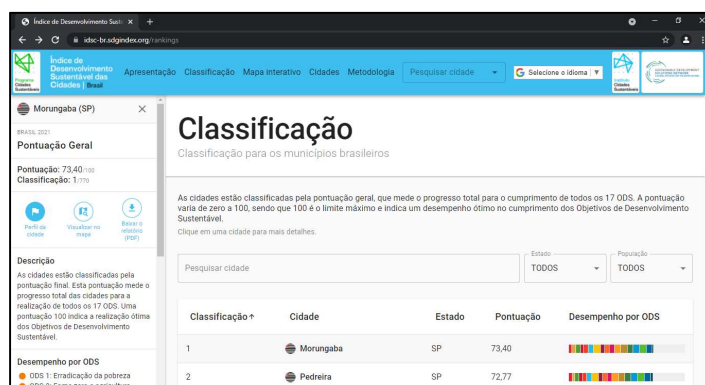 Índice de Desenvolvimento Suste
idsc-br.sdgindex.org/rankings
Programa
Cidades
Sustentáveis
Índice de
Desenvolvimento
Sustentável das
Cidades | Brasil
Apresentação Classificação Mapa interativo Cidades Metodologia
Pesquisar cidade
G Selecione o idioma
Instituto
Cidades
Sustentáveis
Morungaba (SP)
BRASIL 2021
Pontuação Geral
Pontuação: 73,40/100
Classificação: 1/770
Perfil da
cidade
Visualizar no
mapa
Baixar o
relatório
(PDF)
Descrição
As cidades estão classificadas pela
pontuação final. Esta pontuação mede o
progresso total das cidades para a
realização de todos os 17 ODS. Uma
pontuação 100 indica a realização ótima
dos Objetivos de Desenvolvimento
Sustentável.
Desempenho por ODS
ODS 1: Erradicação da pobreza
Classificação
Classificação para os municípios brasileiros
As cidades estão classificadas pela pontuação geral, que mede o progresso total para o cumprimento de todos os 17 ODS. A pontuação
varia de zero a 100, sendo que 100 é o limite máximo e indica um desempenho ótimo no cumprimento dos Objetivos de Desenvolvimento
Sustentável.
Clique em uma cidade para mais detalhes.
Pesquisar cidade
Estado
TODOS
População
TODOS
Classificação↑ Cidade Estado Pontuação Desempenho por ODS
1 Morungaba SP 73,40
2 Pedreira SP 72,77